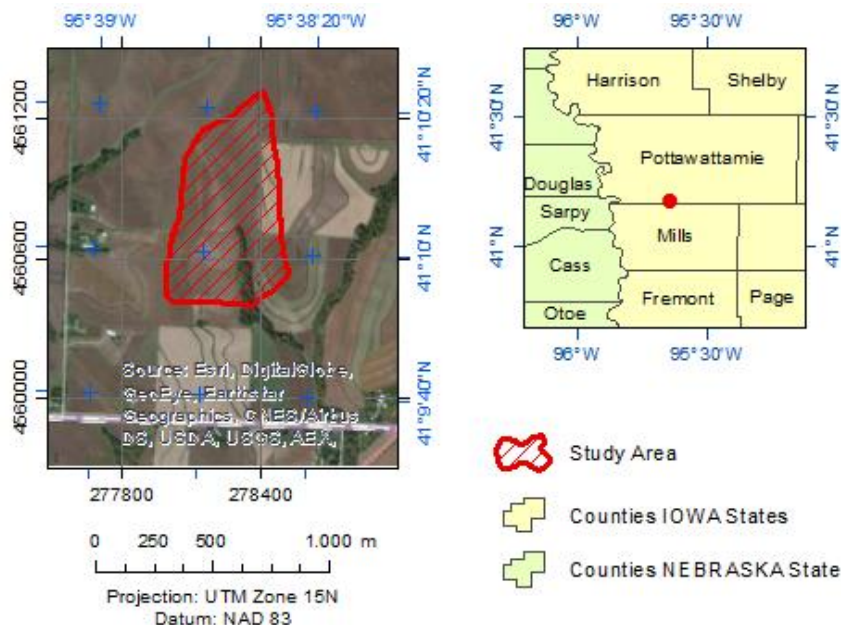 95°39'W 95°38'20"W
4561200
4560600
4560000
41°10'20"N
41°10'N
41°9'40"N
Source: Esri, DigitalGlobe,
GeoEye, Earthstar
Geographics, CNES/Airbus
DS, USDA, USGS, AEX,
277800 278400
0 250 500 1.000 m
Projection: UTM Zone 15N
Datum: NAD 83
96°W 95°30'W
Harrison Shelby
41°30'N 41°30'N
Pottawattamie
Douglas
Sarpy
Mills
41°N 41°N
Cass
Fremont Page
Otoe
96°W 95°30'W
Study Area
Counties IOWA States
Counties NEBRASKA State